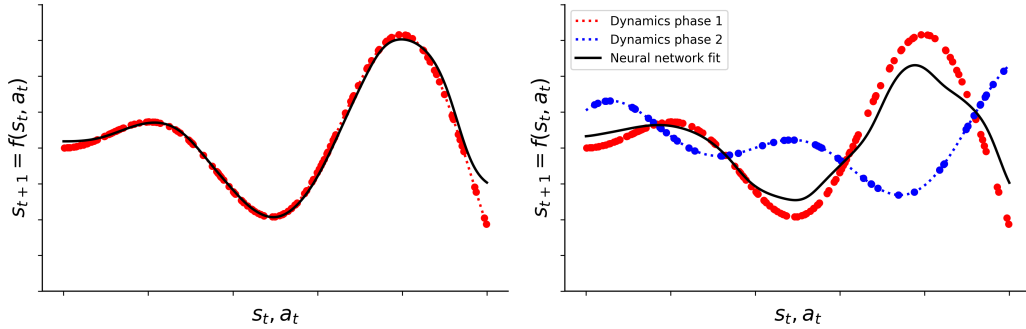 s_{t+1} = f(s_t, a_t)
s_t, a_t
Dynamics phase 1
Dynamics phase 2
Neural network fit
s_{t+1} = f(s_t, a_t)
s_t, a_t